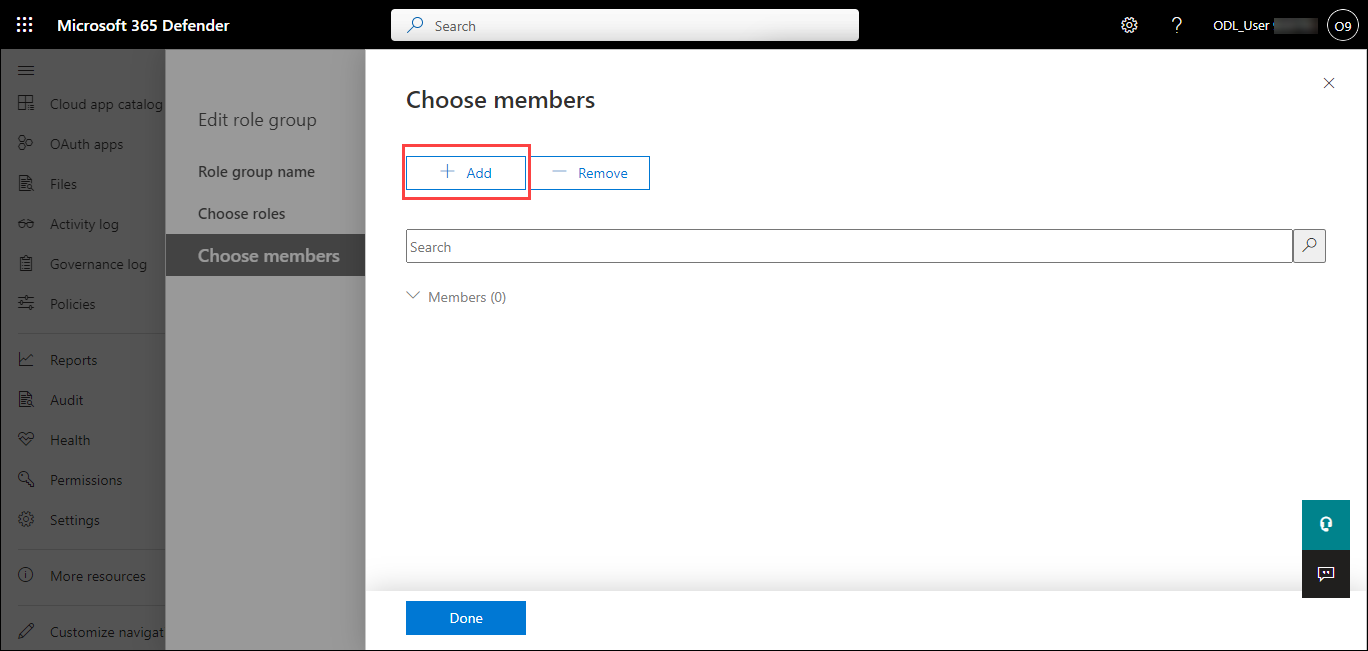 Microsoft 365 Defender
Search
ODL_User
O9
Cloud app catalog
OAuth apps
Files
Activity log
Governance log
Policies
Reports
Audit
Health
Permissions
Settings
More resources
Customize navigat
Edit role group
Role group name
Choose roles
Choose members
Choose members
Add
Remove
Search
Members (0)
Done